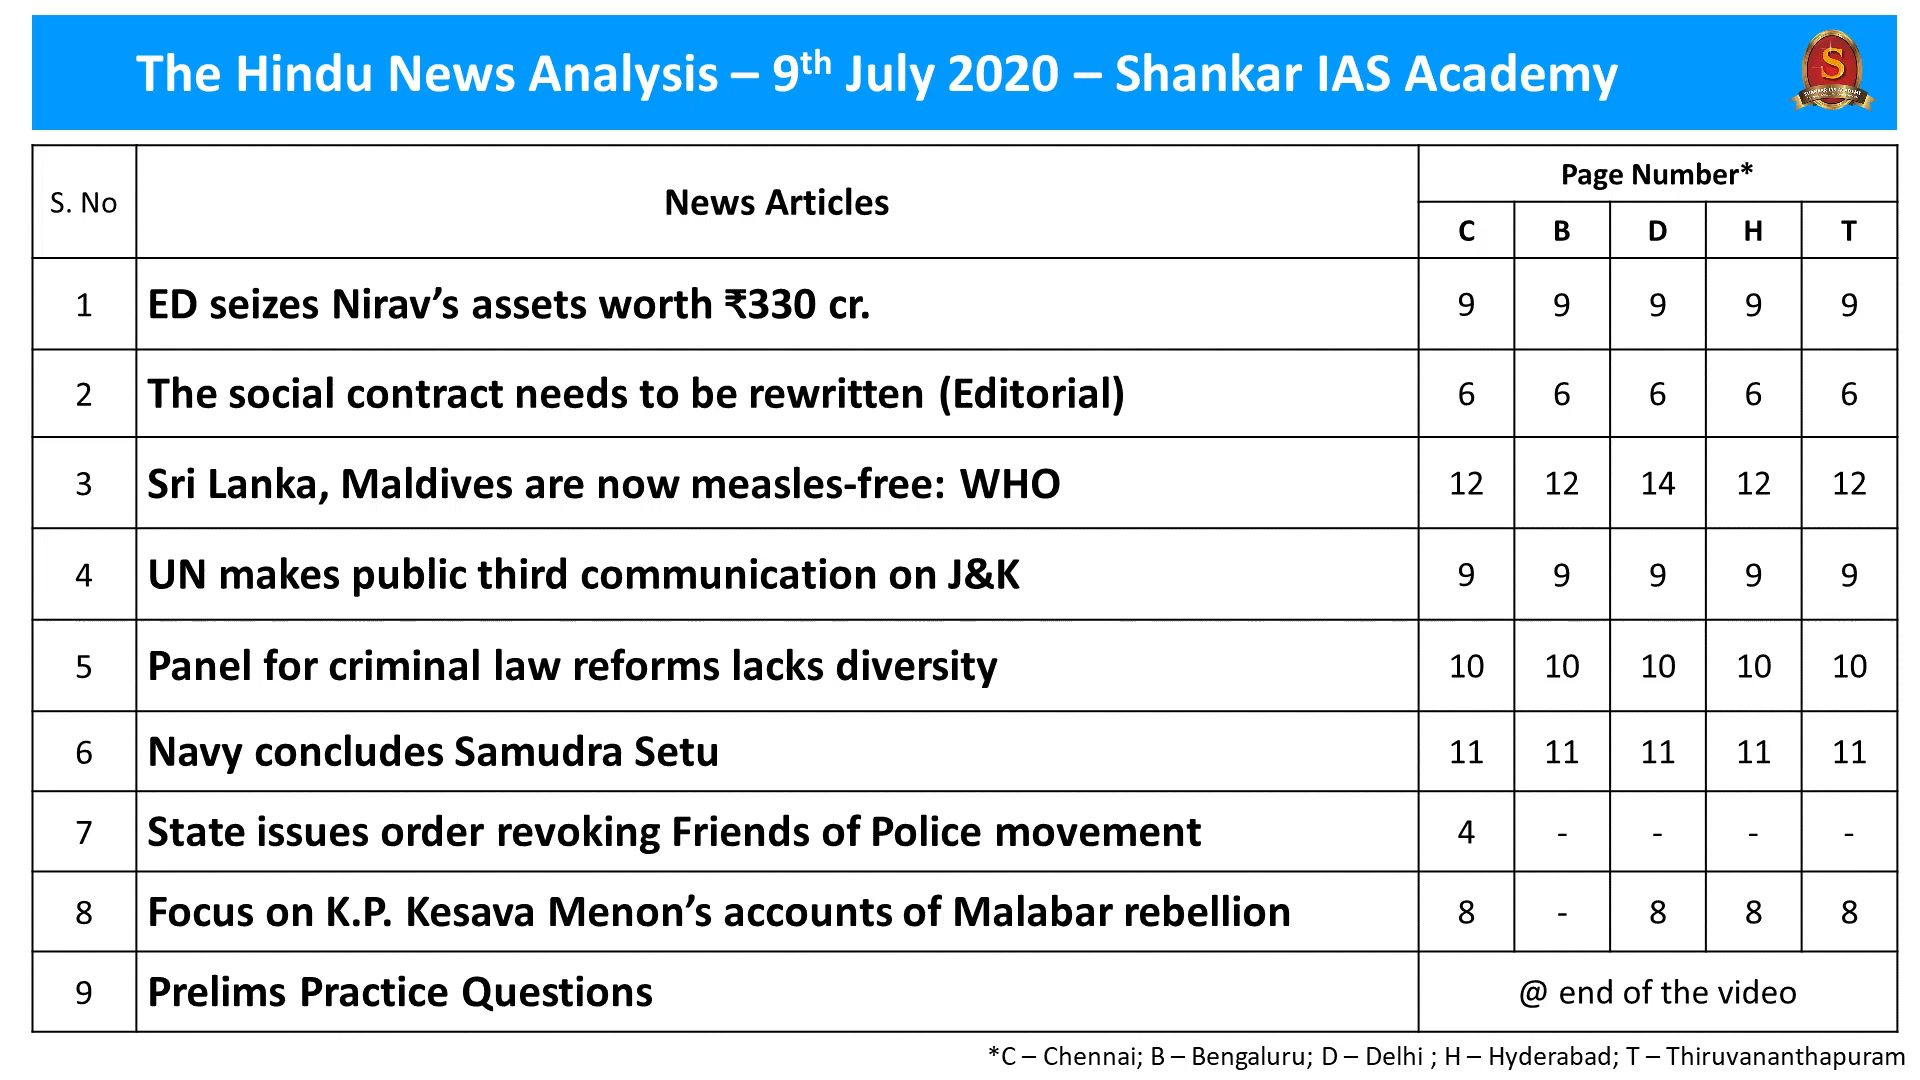 The Hindu News Analysis – 9th July 2020 – Shankar IAS Academy
S
SHANKAR IAS ACADEMY
S. No News Articles Page Number*
C B D H T
1 ED seizes Nirav’s assets worth ₹330 cr. 9 9 9 9 9
2 The social contract needs to be rewritten (Editorial) 6 6 6 6 6
3 Sri Lanka, Maldives are now measles-free: WHO 12 12 14 12 12
4 UN makes public third communication on J&K 9 9 9 9 9
5 Panel for criminal law reforms lacks diversity 10 10 10 10 10
6 Navy concludes Samudra Setu 11 11 11 11 11
7 State issues order revoking Friends of Police movement 4 - - - -
8 Focus on K.P. Kesava Menon’s accounts of Malabar rebellion 8 - 8 8 8
9 Prelims Practice Questions @ end of the video
*C – Chennai; B – Bengaluru; D – Delhi ; H – Hyderabad; T – Thiruvananthapuram